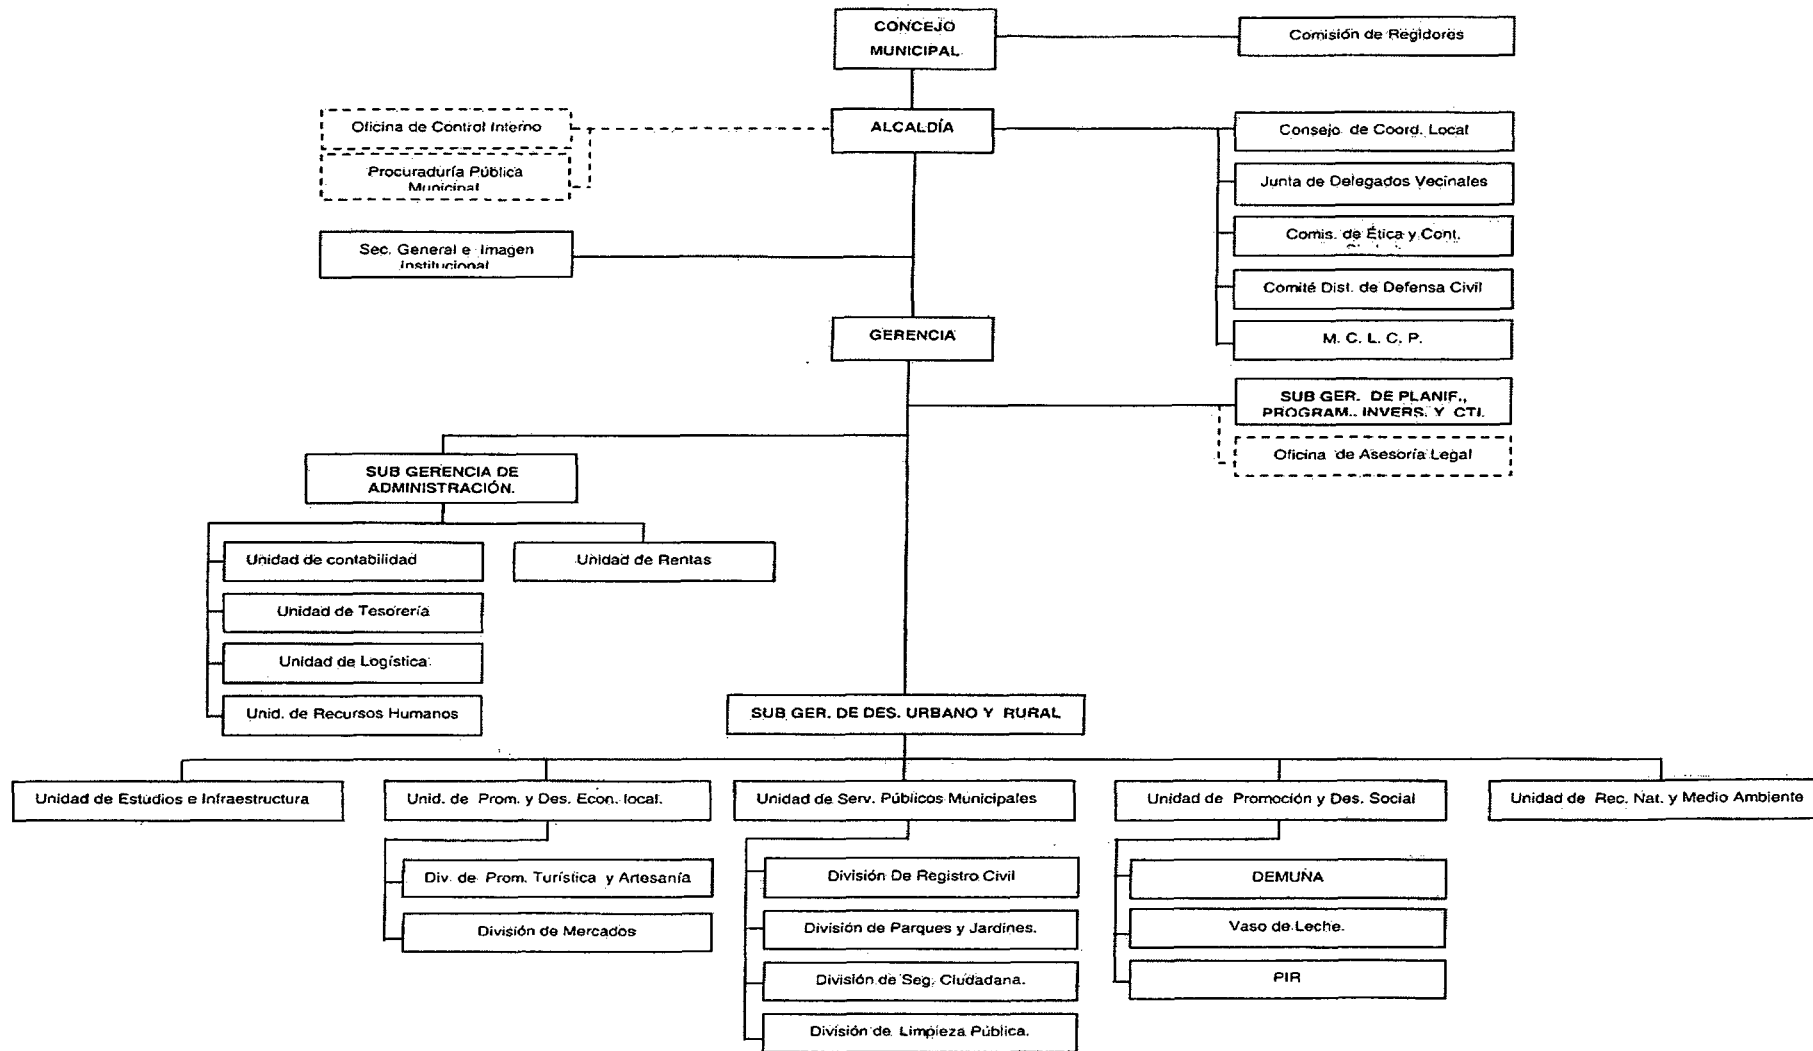 CONCEJO
MUNICIPAL
Comisión de Regidores
Oficina de Control Interno
ALCALDÍA
Consejo de Coord. Local
Procuraduría Pública
Municipal
Junta de Delegados Vecinales
Sec. General e Imagen
Institucional
Comis. de Ética y Cont.
Comité Dist. de Defensa Civil
GERENCIA
M. C. L. C. P.
SUB GER. DE PLANIF.,
PROGRAM., INVERS. Y CTI.
Oficina de Asesoría Legal
SUB GERENCIA DE
ADMINISTRACIÓN.
Unidad de contabilidad
Unidad de Rentas
Unidad de Tesorería
Unidad de Logística.
Unid. de Recursos Humanos
SUB GER. DE DES. URBANO Y RURAL
Unidad de Estudios e Infraestructura
Unid. de Prom. y Des. Econ. local.
Unidad de Serv. Públicos Municipales
Unidad de Promoción y Des. Social
Unidad de Rec. Nat. y Medio Ambiente
Div. de Prom. Turística y Artesanía
División de Mercados
División De Registro Civil
División de Parques y Jardines.
División de Seg. Ciudadana.
División de Limpieza Pública.
DEMUNA
Vaso de Leche.
PIR